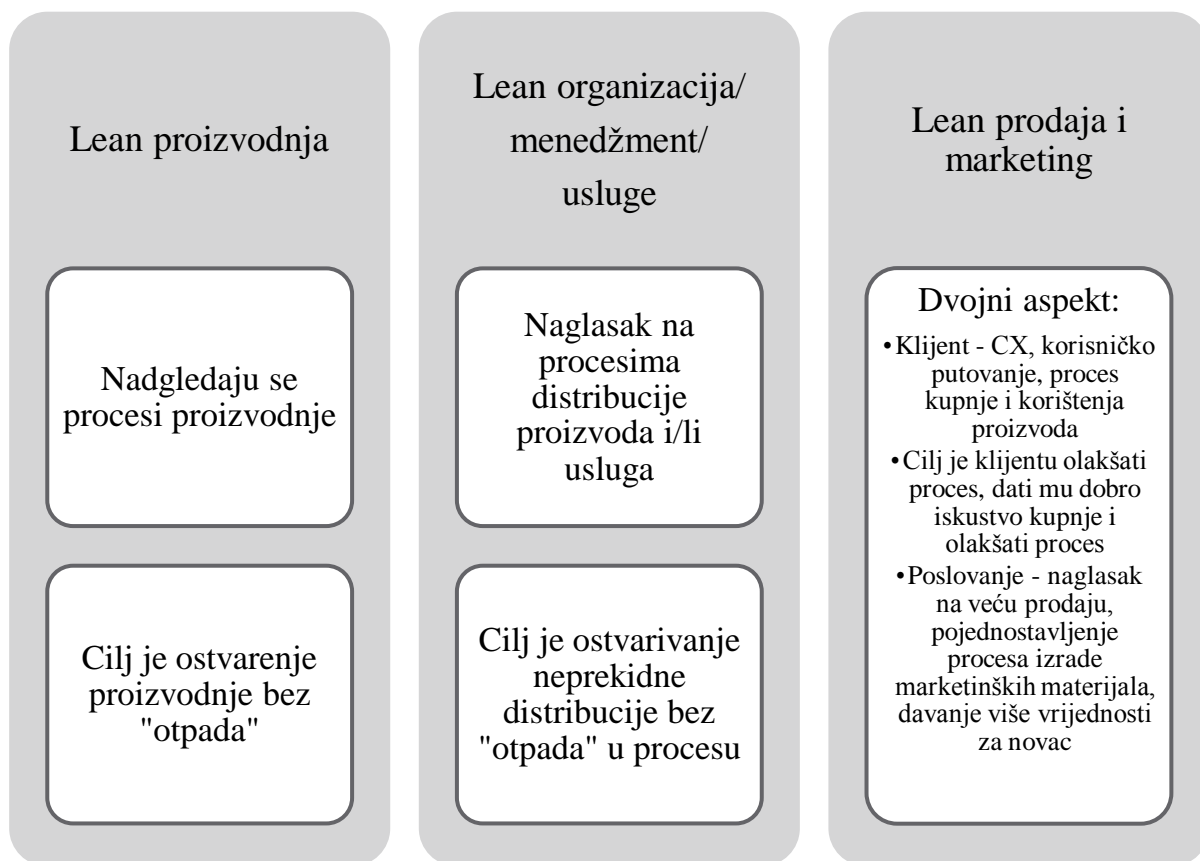 Lean proizvodnja
Nadgledaju se
procesi proizvodnje
Cilj je ostvarenje
proizvodnje bez
"otpada"
Lean organizacija/
menedžment/
usluge
Naglasak na
procesima
distribucije
proizvoda i/li
usluga
Cilj je ostvarivanje
neprekidne
distribucije bez
"otpada" u procesu
Lean prodaja i
marketing
Dvojni aspekt:
•Klijent - CX, korisničko
putovanje, proces
kupnje i korištenja
proizvoda
•Cilj je klijentu olakšati
proces, dati mu dobro
iskustvo kupnje i
olakšati proces
•Poslovanje - naglasak
na veću prodaju,
pojednostavljenje
procesa izrade
marketinških materijala,
davanje više vrijednosti
za novac